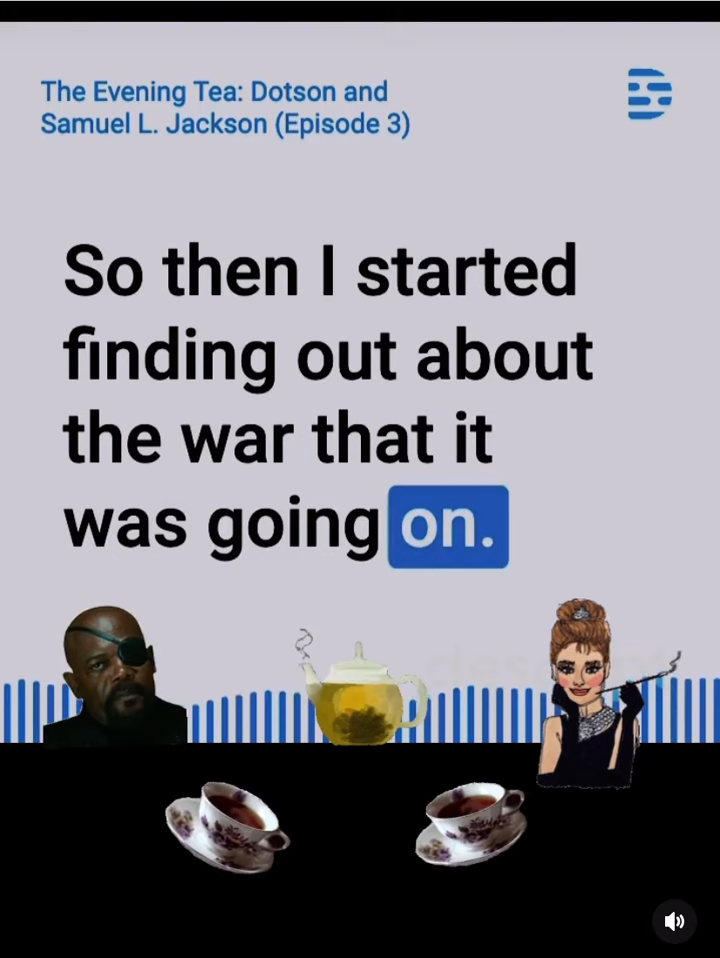 The Evening Tea: Dotson and
Samuel L. Jackson (Episode 3)
So then I started
finding out about
the war that it
was going on.
descript